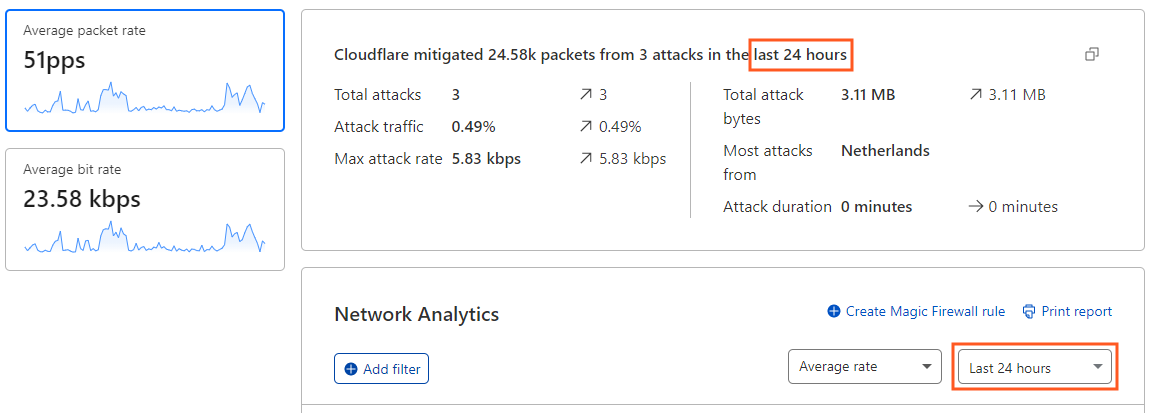 Average packet rate
51pps
Average bit rate
23.58 kbps
Cloudflare mitigated 24.58k packets from 3 attacks in the last 24 hours
Total attacks 3 3
Attack traffic 0.49% 0.49%
Max attack rate 5.83 kbps 5.83 kbps
Total attack bytes 3.11 MB 3.11 MB
Most attacks from Netherlands
Attack duration 0 minutes 0 minutes
Network Analytics
Create Magic Firewall rule
Print report
Add filter
Average rate
Last 24 hours